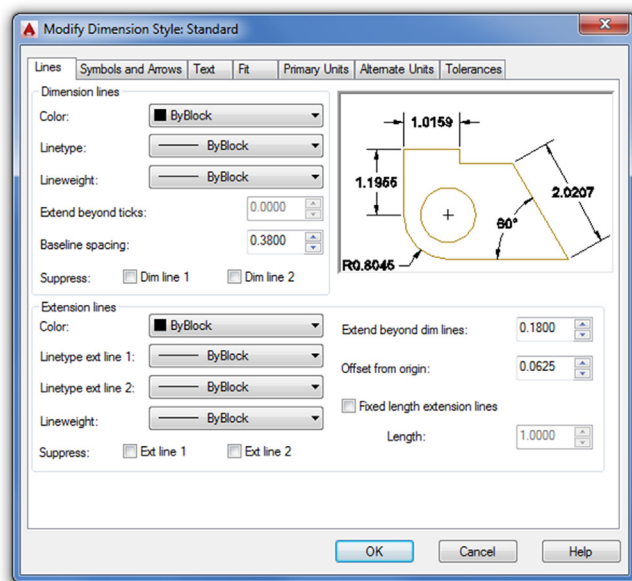 Modify Dimension Style: Standard
Lines Symbols and Arrows Text Fit Primary Units Alternate Units Tolerances
Dimension lines
Color: ByBlock
Linetype: ByBlock
Lineweight: ByBlock
Extend beyond ticks: 0.0000
Baseline spacing: 0.3800
Suppress: Dim line 1 Dim line 2
1.0159
1.1955
2.0207
60°
R0.8045
Extension lines
Color: ByBlock
Linetype ext line 1: ByBlock
Linetype ext line 2: ByBlock
Lineweight: ByBlock
Suppress: Ext line 1 Ext line 2
Extend beyond dim lines: 0.1800
Offset from origin: 0.0625
Fixed length extension lines
Length: 1.0000
OK Cancel Help